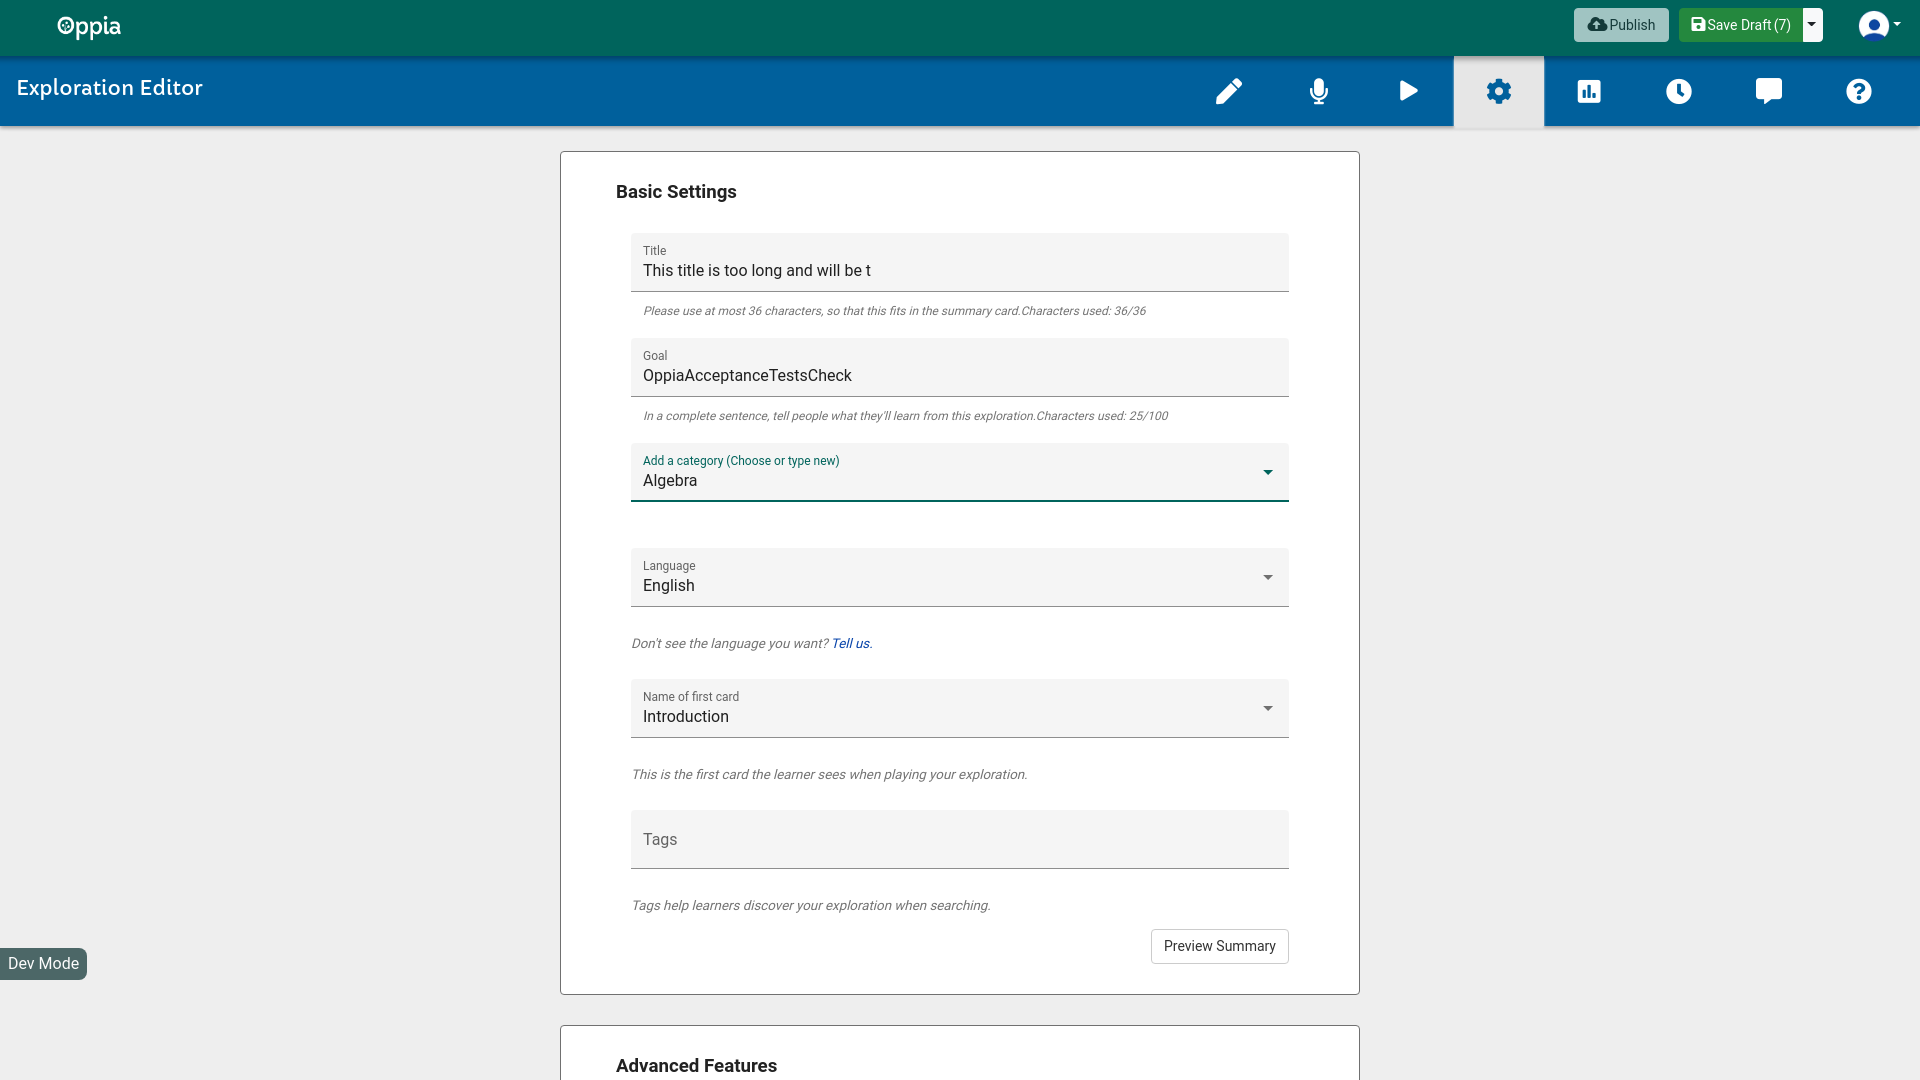 Oppia
Publish
Save Draft (7)
Exploration Editor
Basic Settings
Title
This title is too long and will be t
Please use at most 36 characters, so that this fits in the summary card.Characters used: 36/36
Goal
OppiaAcceptanceTestsCheck
In a complete sentence, tell people what they'll learn from this exploration.Characters used: 25/100
Add a category (Choose or type new)
Algebra
Language
English
Don't see the language you want? Tell us.
Name of first card
Introduction
This is the first card the learner sees when playing your exploration.
Tags
Tags help learners discover your exploration when searching.
Preview Summary
Dev Mode
Advanced Features